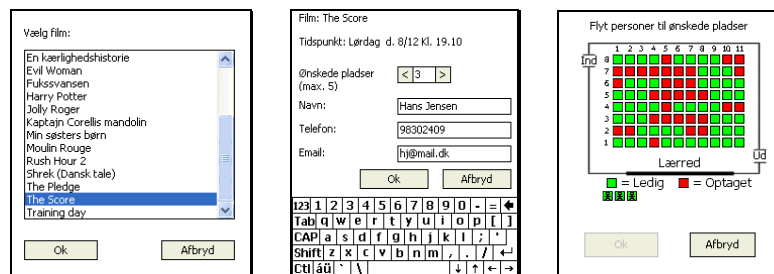 Vælg film:
En kærlighedshistorie
Evil Woman
Fukssvansen
Harry Potter
Jolly Roger
Kaptajn Corellis mandolin
Min søsters børn
Moulin Rouge
Rush Hour 2
Shrek (Dansk tale)
The Pledge
The Score
Training day
Ok Afbryd
Film: The Score
Tidspunkt: Lørdag d. 8/12 Kl. 19.10
Ønskede pladser < 3 >
(max. 5)
Navn: Hans Jensen
Telefon: 98302409
Email: hj@mail.dk
Ok Afbryd
123 1 2 3 4 5 6 7 8 9 0 - = 🡄
Tab q w e r t y u i o p [ ]
CAP a s d f g h j k l ; '
Shift z x c v b n m , . / ↵
Ctl áü ` \ ↓ ↑ ← →
Flyt personer til ønskede pladser
1 2 3 4 5 6 7 8 9 10 11
Ind 8
7
6
5
4
3
2
1
Ud
Lærred
= Ledig = Optaget
Ok Afbryd